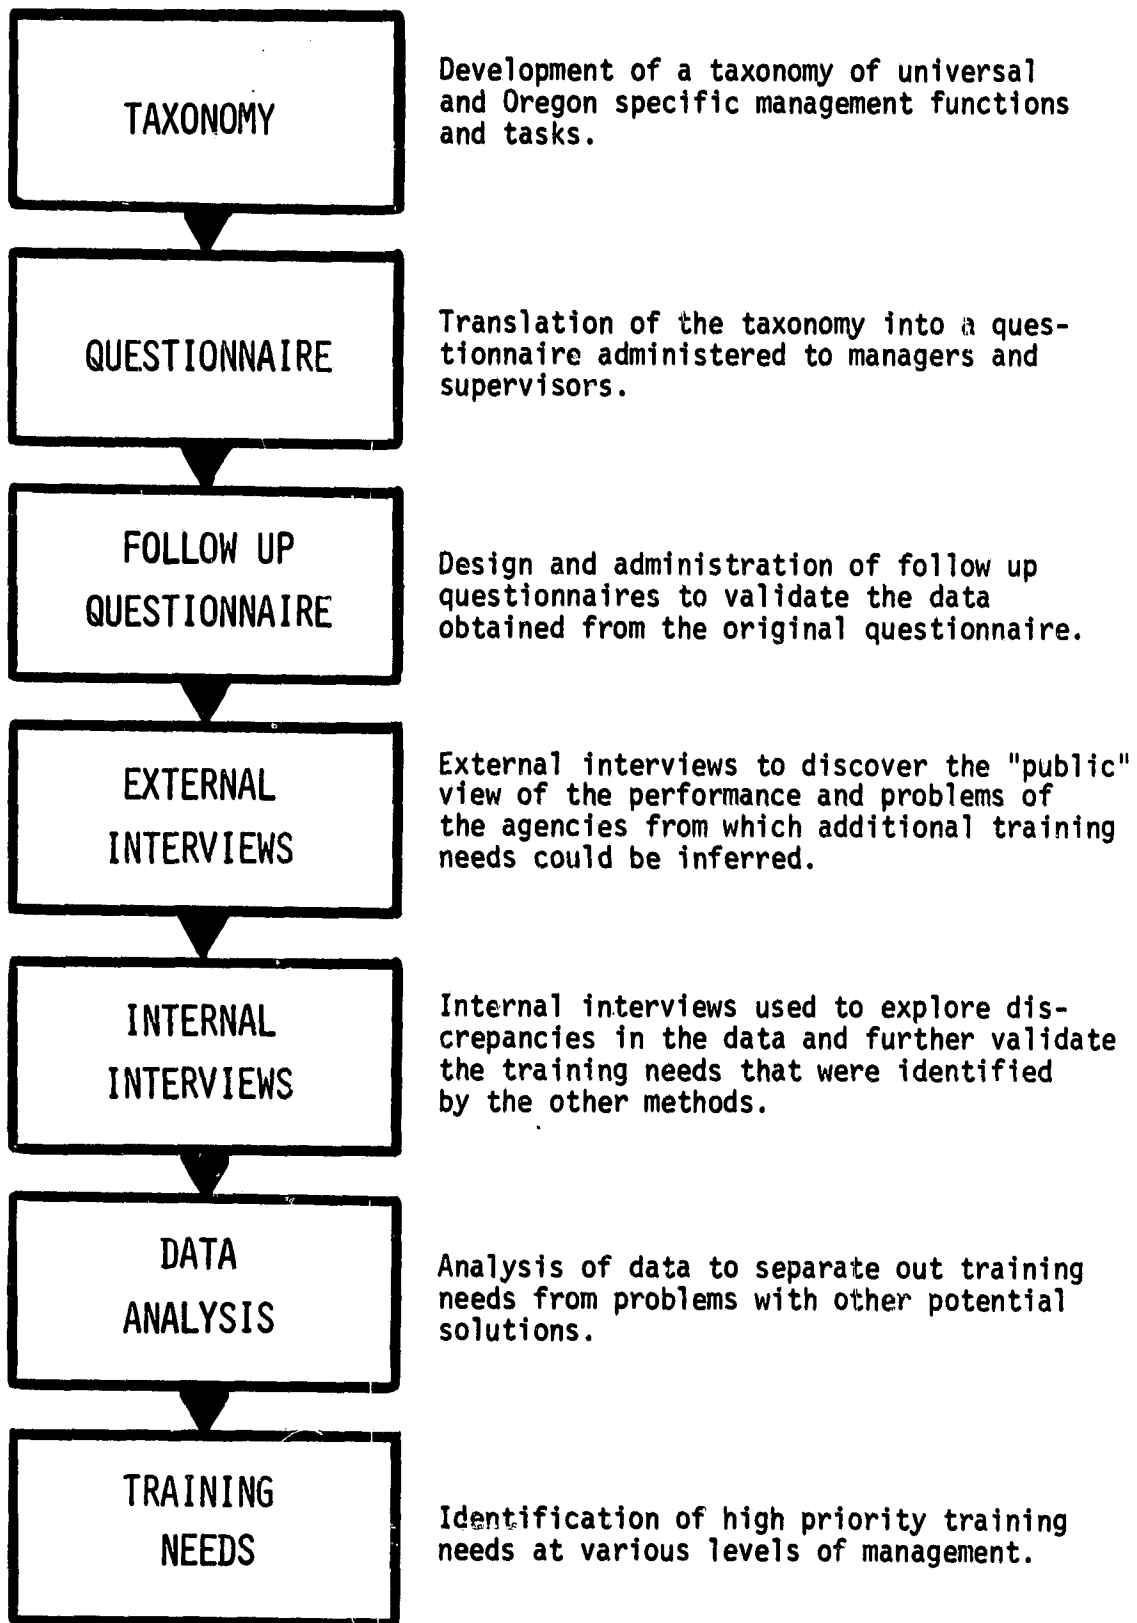 TAXONOMY
Development of a taxonomy of universal
and Oregon specific management functions
and tasks.
QUESTIONNAIRE
Translation of the taxonomy into a ques-
tionnaire administered to managers and
supervisors.
FOLLOW UP
QUESTIONNAIRE
Design and administration of follow up
questionnaires to validate the data
obtained from the original questionnaire.
EXTERNAL
INTERVIEWS
External interviews to discover the "public"
view of the performance and problems of
the agencies from which additional training
needs could be inferred.
INTERNAL
INTERVIEWS
Internal interviews used to explore dis-
crepancies in the data and further validate
the training needs that were identified
by the other methods.
DATA
ANALYSIS
Analysis of data to separate out training
needs from problems with other potential
solutions.
TRAINING
NEEDS
Identification of high priority training
needs at various levels of management.